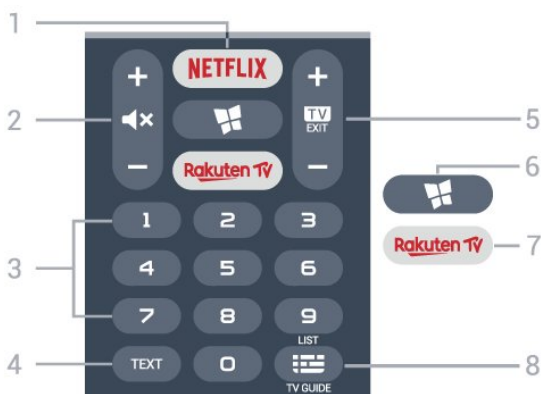 1
NETFLIX
2
TV
EXIT
5
6
Rakuten TV
Rakuten TV
7
1 2 3
3
4 5 6
7 8 9
LIST
4
TEXT 0
8
TV GUIDE